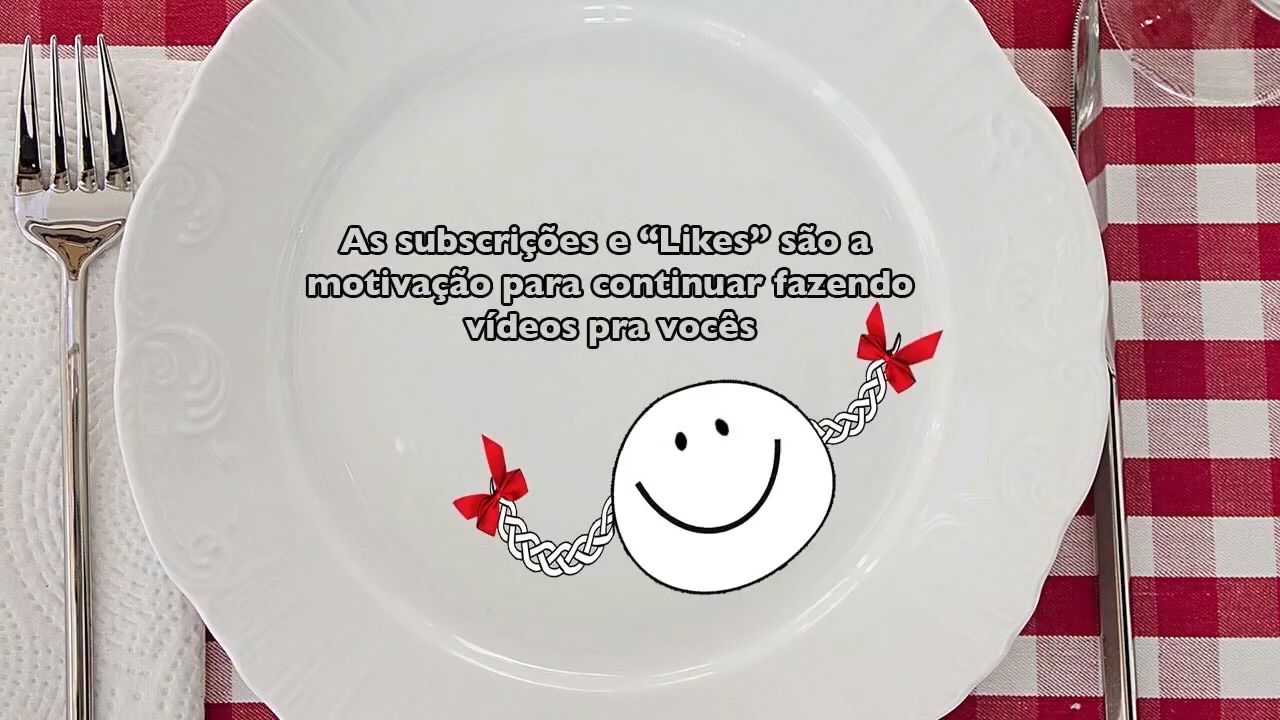 As subscrições e “Likes” são a
motivação para continuar fazendo
vídeos pra vocês